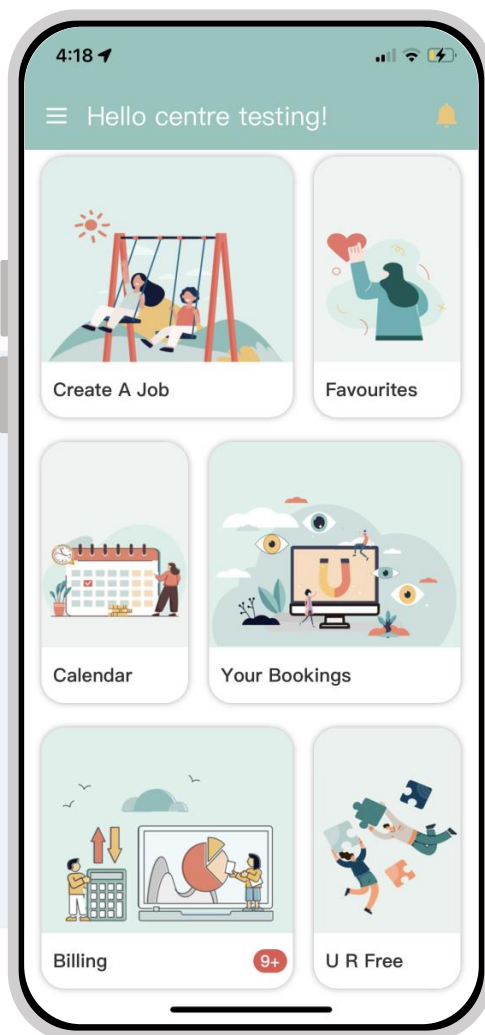 4:18
Hello centre testing!
Create A Job
Favourites
Calendar
Your Bookings
Billing
9+
U R Free